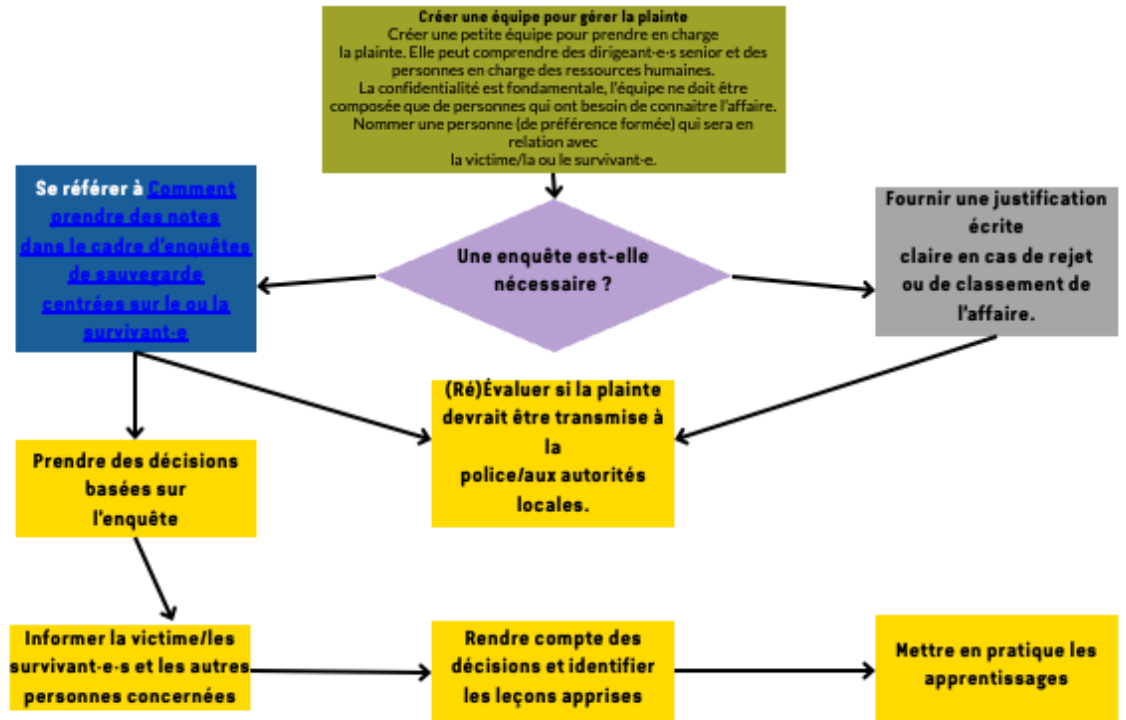 Créer une équipe pour gérer la plainte
Créer une petite équipe pour prendre en charge
la plainte. Elle peut comprendre des dirigeant·e·s senior et des
personnes en charge des ressources humaines.
La confidentialité est fondamentale, l'équipe ne doit être
composée que de personnes qui ont besoin de connaitre l'affaire.
Nommer une personne (de préférence formée) qui sera en
relation avec
la victime/la ou le survivant·e.
Se référer à Comment
prendre des notes
dans le cadre d'enquêtes
de sauvegarde
centrées sur le ou la
survivant·e
Une enquête est-elle
nécessaire ?
Fournir une justification
écrite
claire en cas de rejet
ou de classement de
l'affaire.
(Ré)Évaluer si la plainte
devrait être transmise à
la
police/aux autorités
locales.
Prendre des décisions
basées sur
l'enquête
Informer la victime/les
survivant·e·s et les autres
personnes concernées
Rendre compte des
décisions et identifier
les leçons apprises
Mettre en pratique les
apprentissages